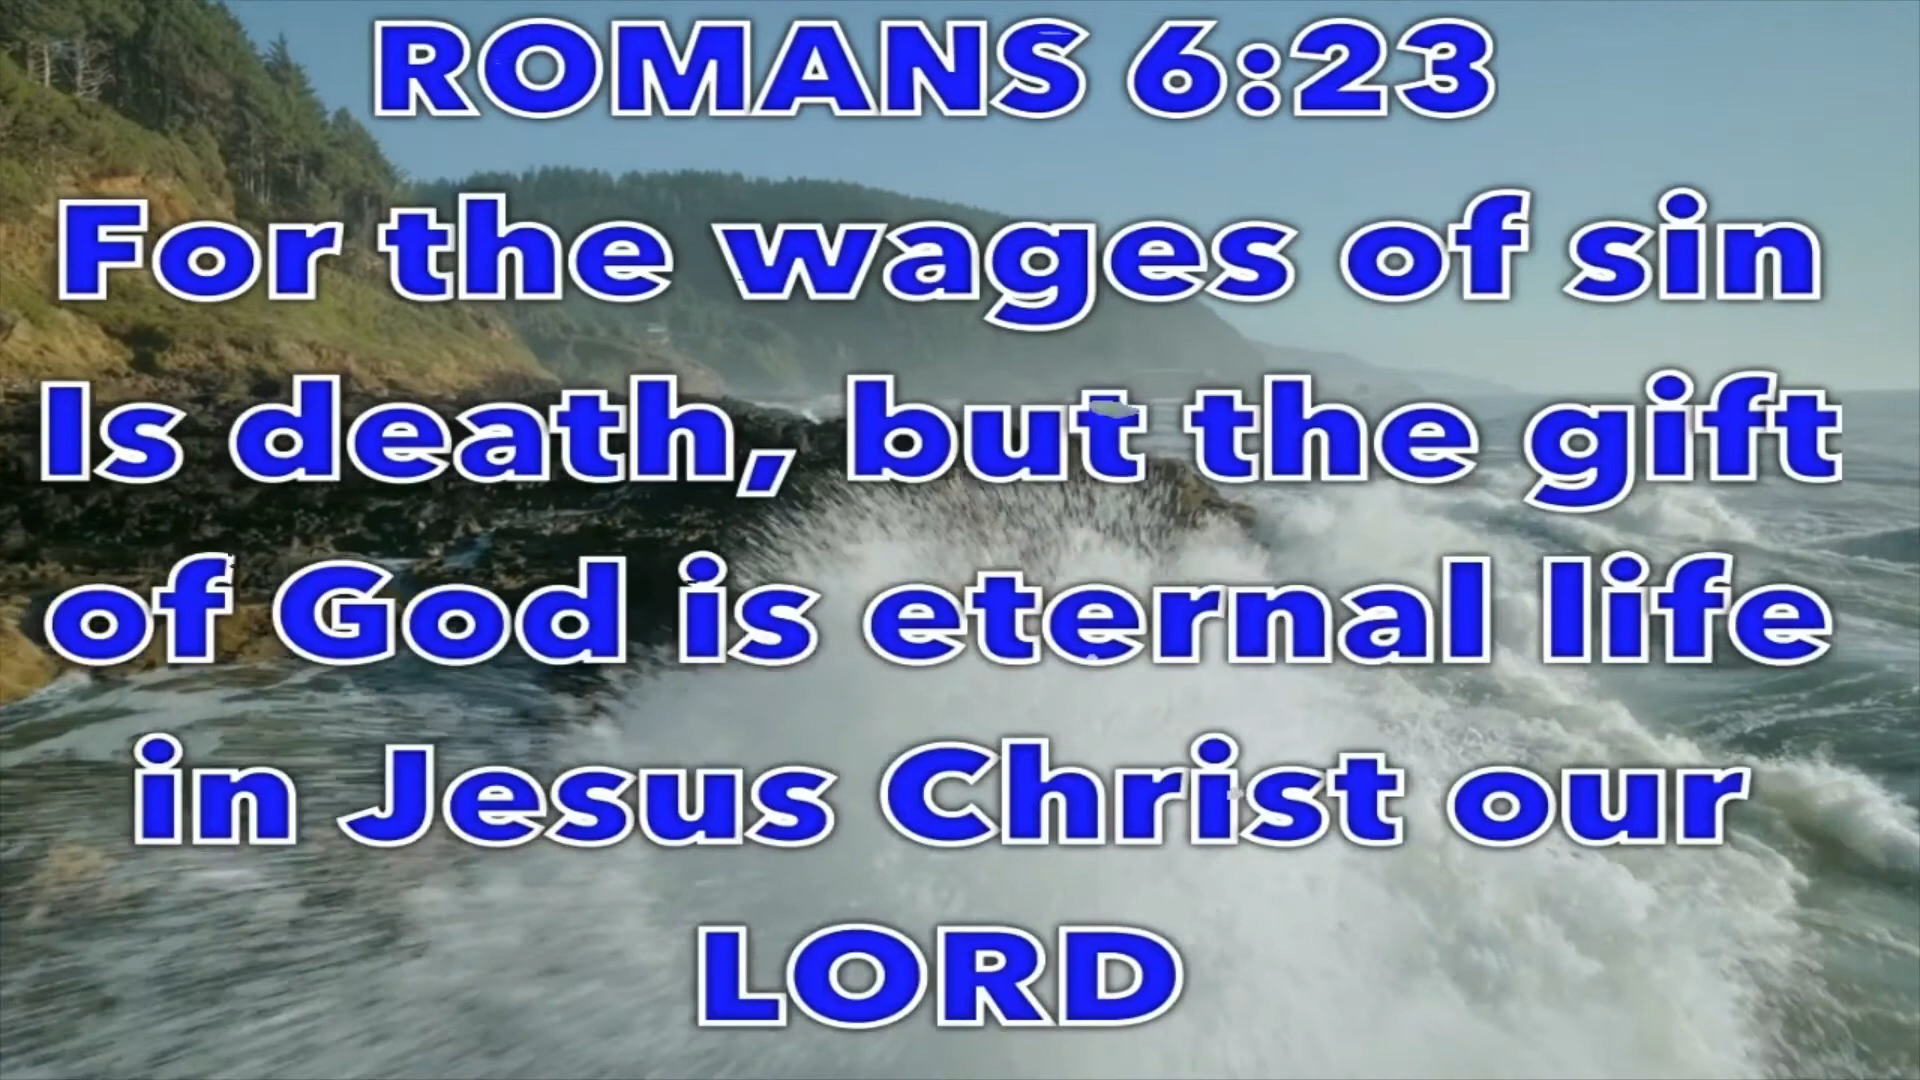 ROMANS 6:23
For the wages of sin
Is death, but the gift
of God is eternal life
in Jesus Christ our
LORD